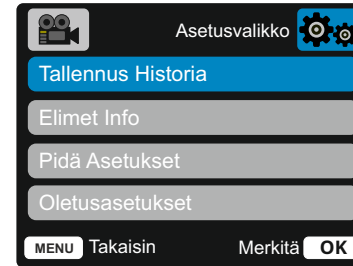 Asetusvalikko
Tallennus Historia
Elimet Info
Pidä Asetukset
Oletusasetukset
MENU Takaisin Merkitä OK